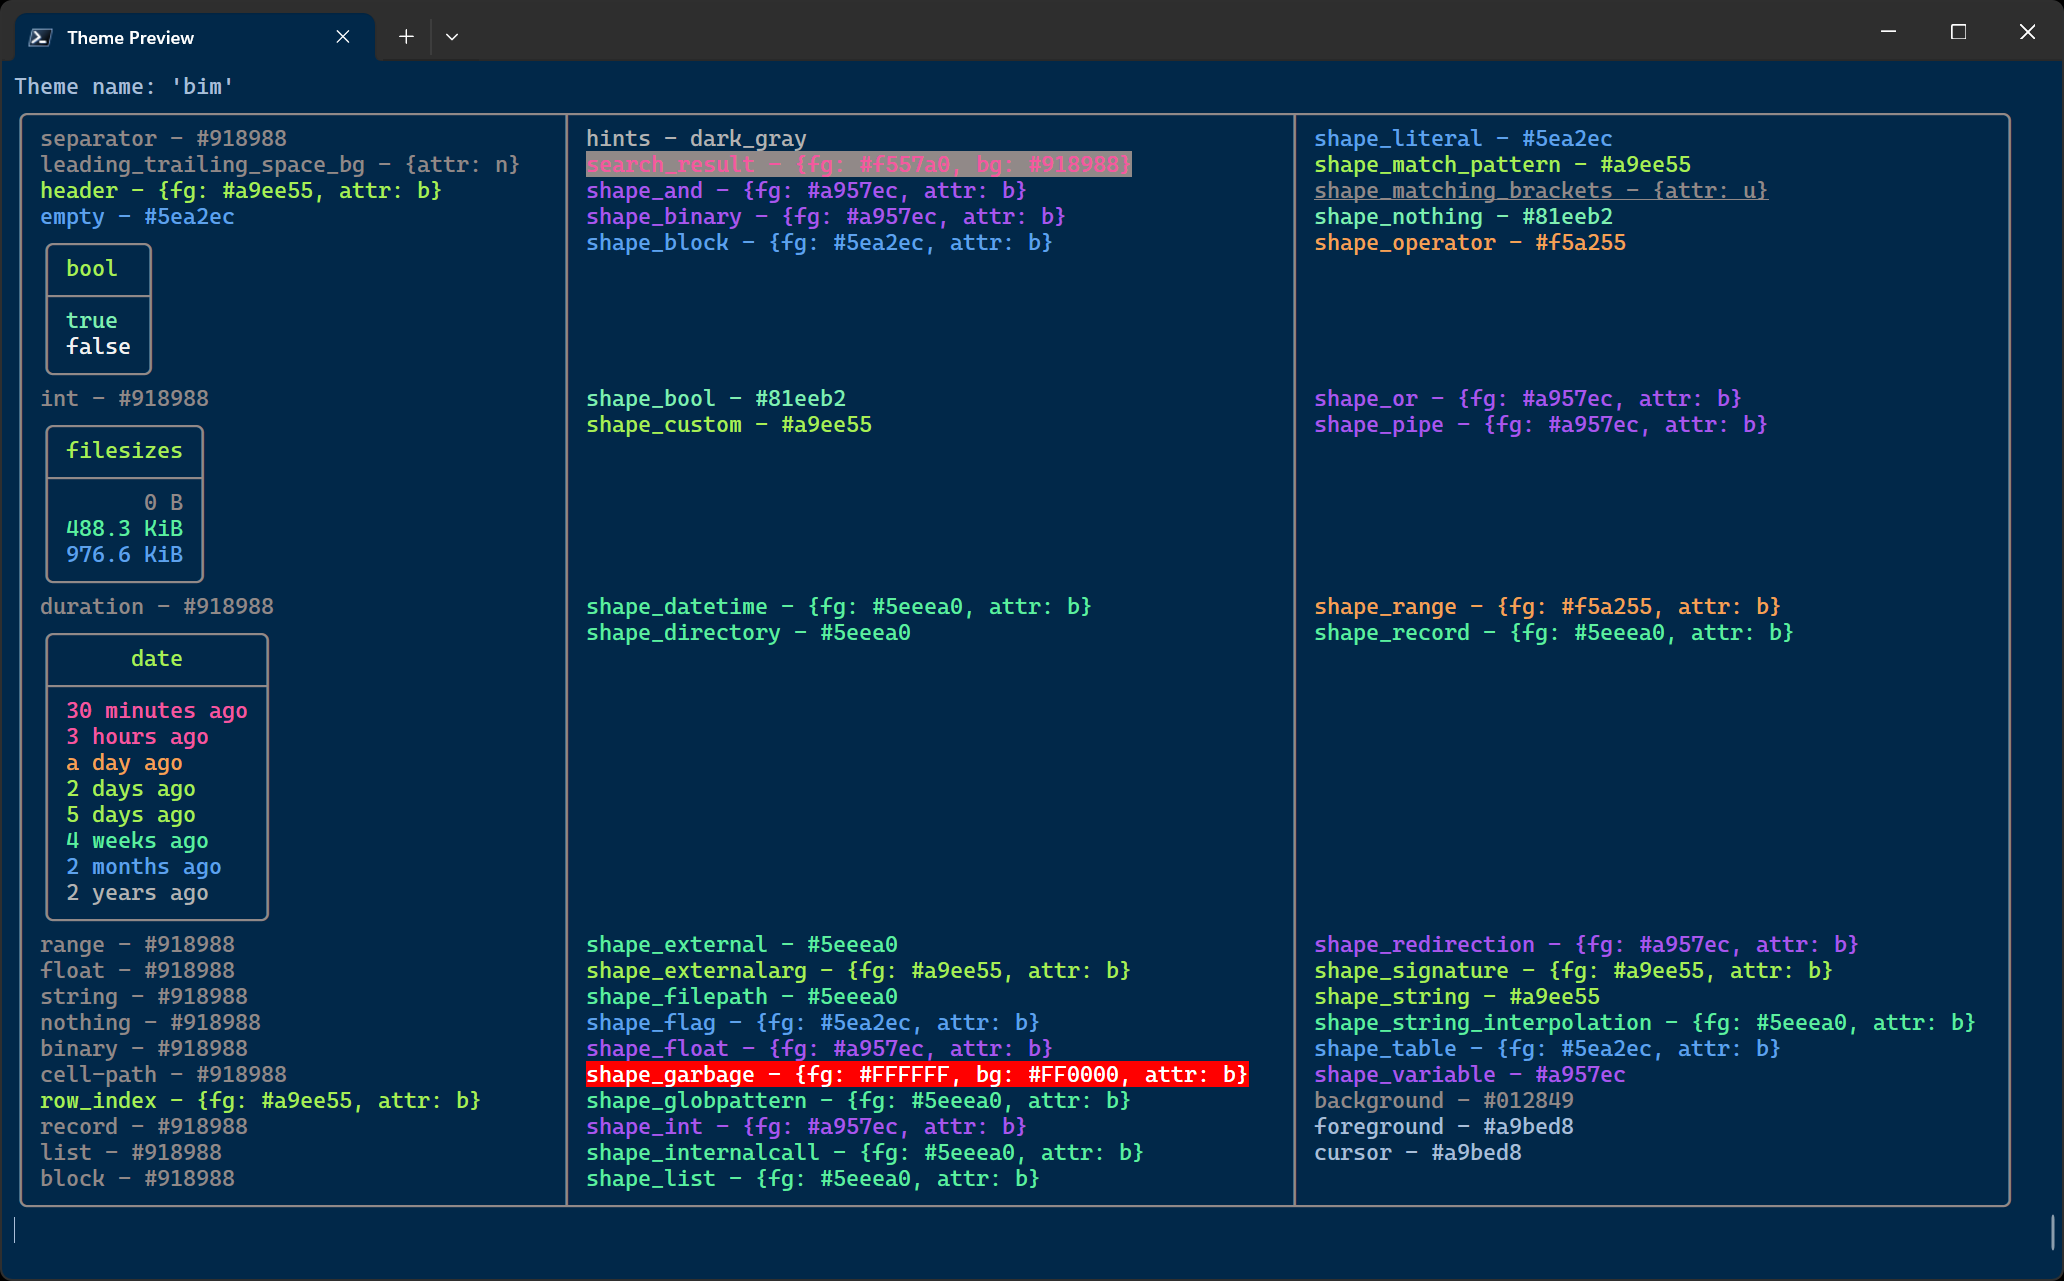 Theme Preview
Theme name: 'bim'
separator - #918988
leading_trailing_space_bg - {attr: n}
header - {fg: #a9ee55, attr: b}
empty - #5ea2ec
bool
true
false
int - #918988
filesizes
0 B
488.3 KiB
976.6 KiB
duration - #918988
date
30 minutes ago
3 hours ago
a day ago
2 days ago
5 days ago
4 weeks ago
2 months ago
2 years ago
range - #918988
float - #918988
string - #918988
nothing - #918988
binary - #918988
cell-path - #918988
row_index - {fg: #a9ee55, attr: b}
record - #918988
list - #918988
block - #918988
hints - dark_gray
search_result - {fg: #f557a0, bg: #918988}
shape_and - {fg: #a957ec, attr: b}
shape_binary - {fg: #a957ec, attr: b}
shape_block - {fg: #5ea2ec, attr: b}
shape_bool - #81eeb2
shape_custom - #a9ee55
shape_datetime - {fg: #5eeea0, attr: b}
shape_directory - #5eeea0
shape_external - #5eeea0
shape_externalarg - {fg: #a9ee55, attr: b}
shape_filepath - #5eeea0
shape_flag - {fg: #5ea2ec, attr: b}
shape_float - {fg: #a957ec, attr: b}
shape_garbage - {fg: #FFFFFF, bg: #FF0000, attr: b}
shape_globpattern - {fg: #5eeea0, attr: b}
shape_int - {fg: #a957ec, attr: b}
shape_internalcall - {fg: #5eeea0, attr: b}
shape_list - {fg: #5eeea0, attr: b}
shape_literal - #5ea2ec
shape_match_pattern - #a9ee55
shape_matching_brackets - {attr: u}
shape_nothing - #81eeb2
shape_operator - #f5a255
shape_or - {fg: #a957ec, attr: b}
shape_pipe - {fg: #a957ec, attr: b}
shape_range - {fg: #f5a255, attr: b}
shape_record - {fg: #5eeea0, attr: b}
shape_redirection - {fg: #a957ec, attr: b}
shape_signature - {fg: #a9ee55, attr: b}
shape_string - #a9ee55
shape_string_interpolation - {fg: #5eeea0, attr: b}
shape_table - {fg: #5ea2ec, attr: b}
shape_variable - #a957ec
background - #012849
foreground - #a9bed8
cursor - #a9bed8